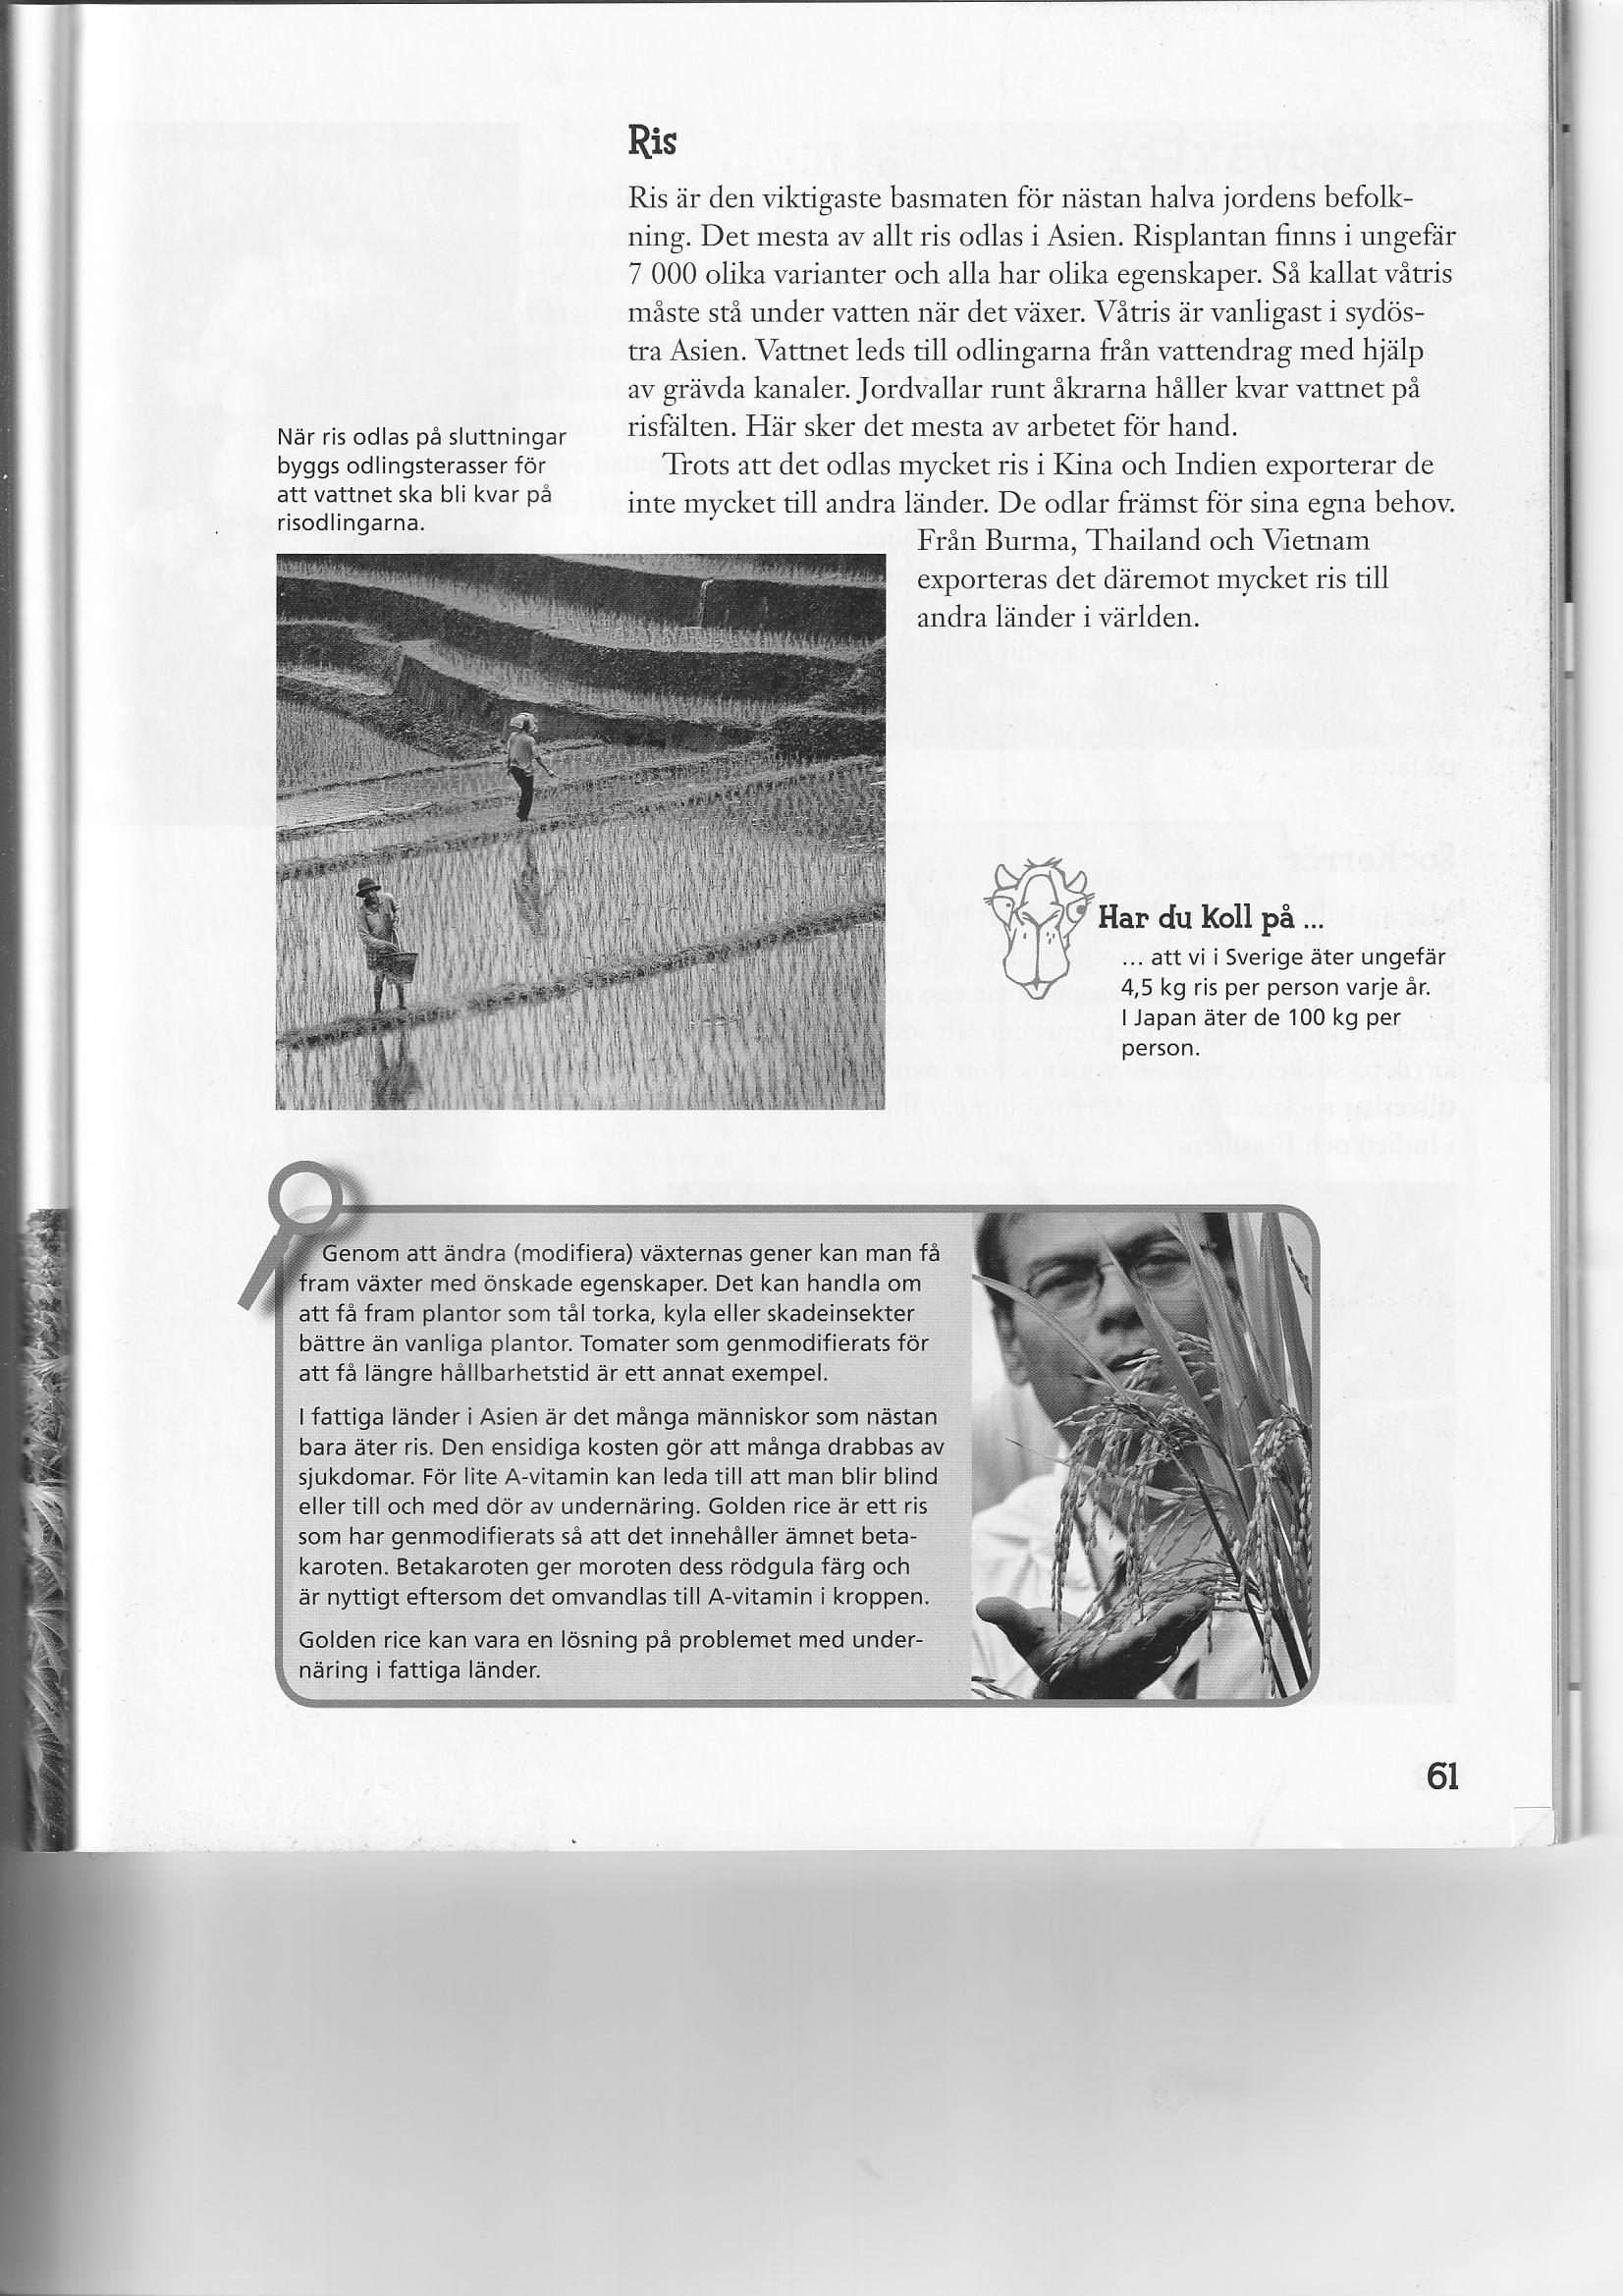 Ris
Ris är den viktigaste basmaten för nästan halva jordens befolk-
ning. Det mesta av allt ris odlas i Asien. Risplantan finns i ungefär
7 000 olika varianter och alla har olika egenskaper. Så kallat våtris
måste stå under vatten när det växer. Våtris är vanligast i sydös-
tra Asien. Vattnet leds till odlingarna från vattendrag med hjälp
av grävda kanaler. Jordvallar runt åkrarna håller kvar vattnet på
risfälten. Här sker det mesta av arbetet för hand.
Trots att det odlas mycket ris i Kina och Indien exporterar de
inte mycket till andra länder. De odlar främst för sina egna behov.
Från Burma, Thailand och Vietnam
exporteras det däremot mycket ris till
andra länder i världen.
När ris odlas på sluttningar
byggs odlingsterasser för
att vattnet ska bli kvar på
risodlingarna.
Har du koll på ...
... att vi i Sverige äter ungefär
4,5 kg ris per person varje år.
I Japan äter de 100 kg per
person.
Genom att ändra (modifiera) växternas gener kan man få
fram växter med önskade egenskaper. Det kan handla om
att få fram plantor som tål torka, kyla eller skadeinsekter
bättre än vanliga plantor. Tomater som genmodifierats för
att få längre hållbarhetstid är ett annat exempel.
I fattiga länder i Asien är det många människor som nästan
bara äter ris. Den ensidiga kosten gör att många drabbas av
sjukdomar. För lite A-vitamin kan leda till att man blir blind
eller till och med dör av undernäring. Golden rice är ett ris
som har genmodifierats så att det innehåller ämnet beta-
karoten. Betakaroten ger moroten dess rödgula färg och
är nyttigt eftersom det omvandlas till A-vitamin i kroppen.
Golden rice kan vara en lösning på problemet med under-
näring i fattiga länder.
61